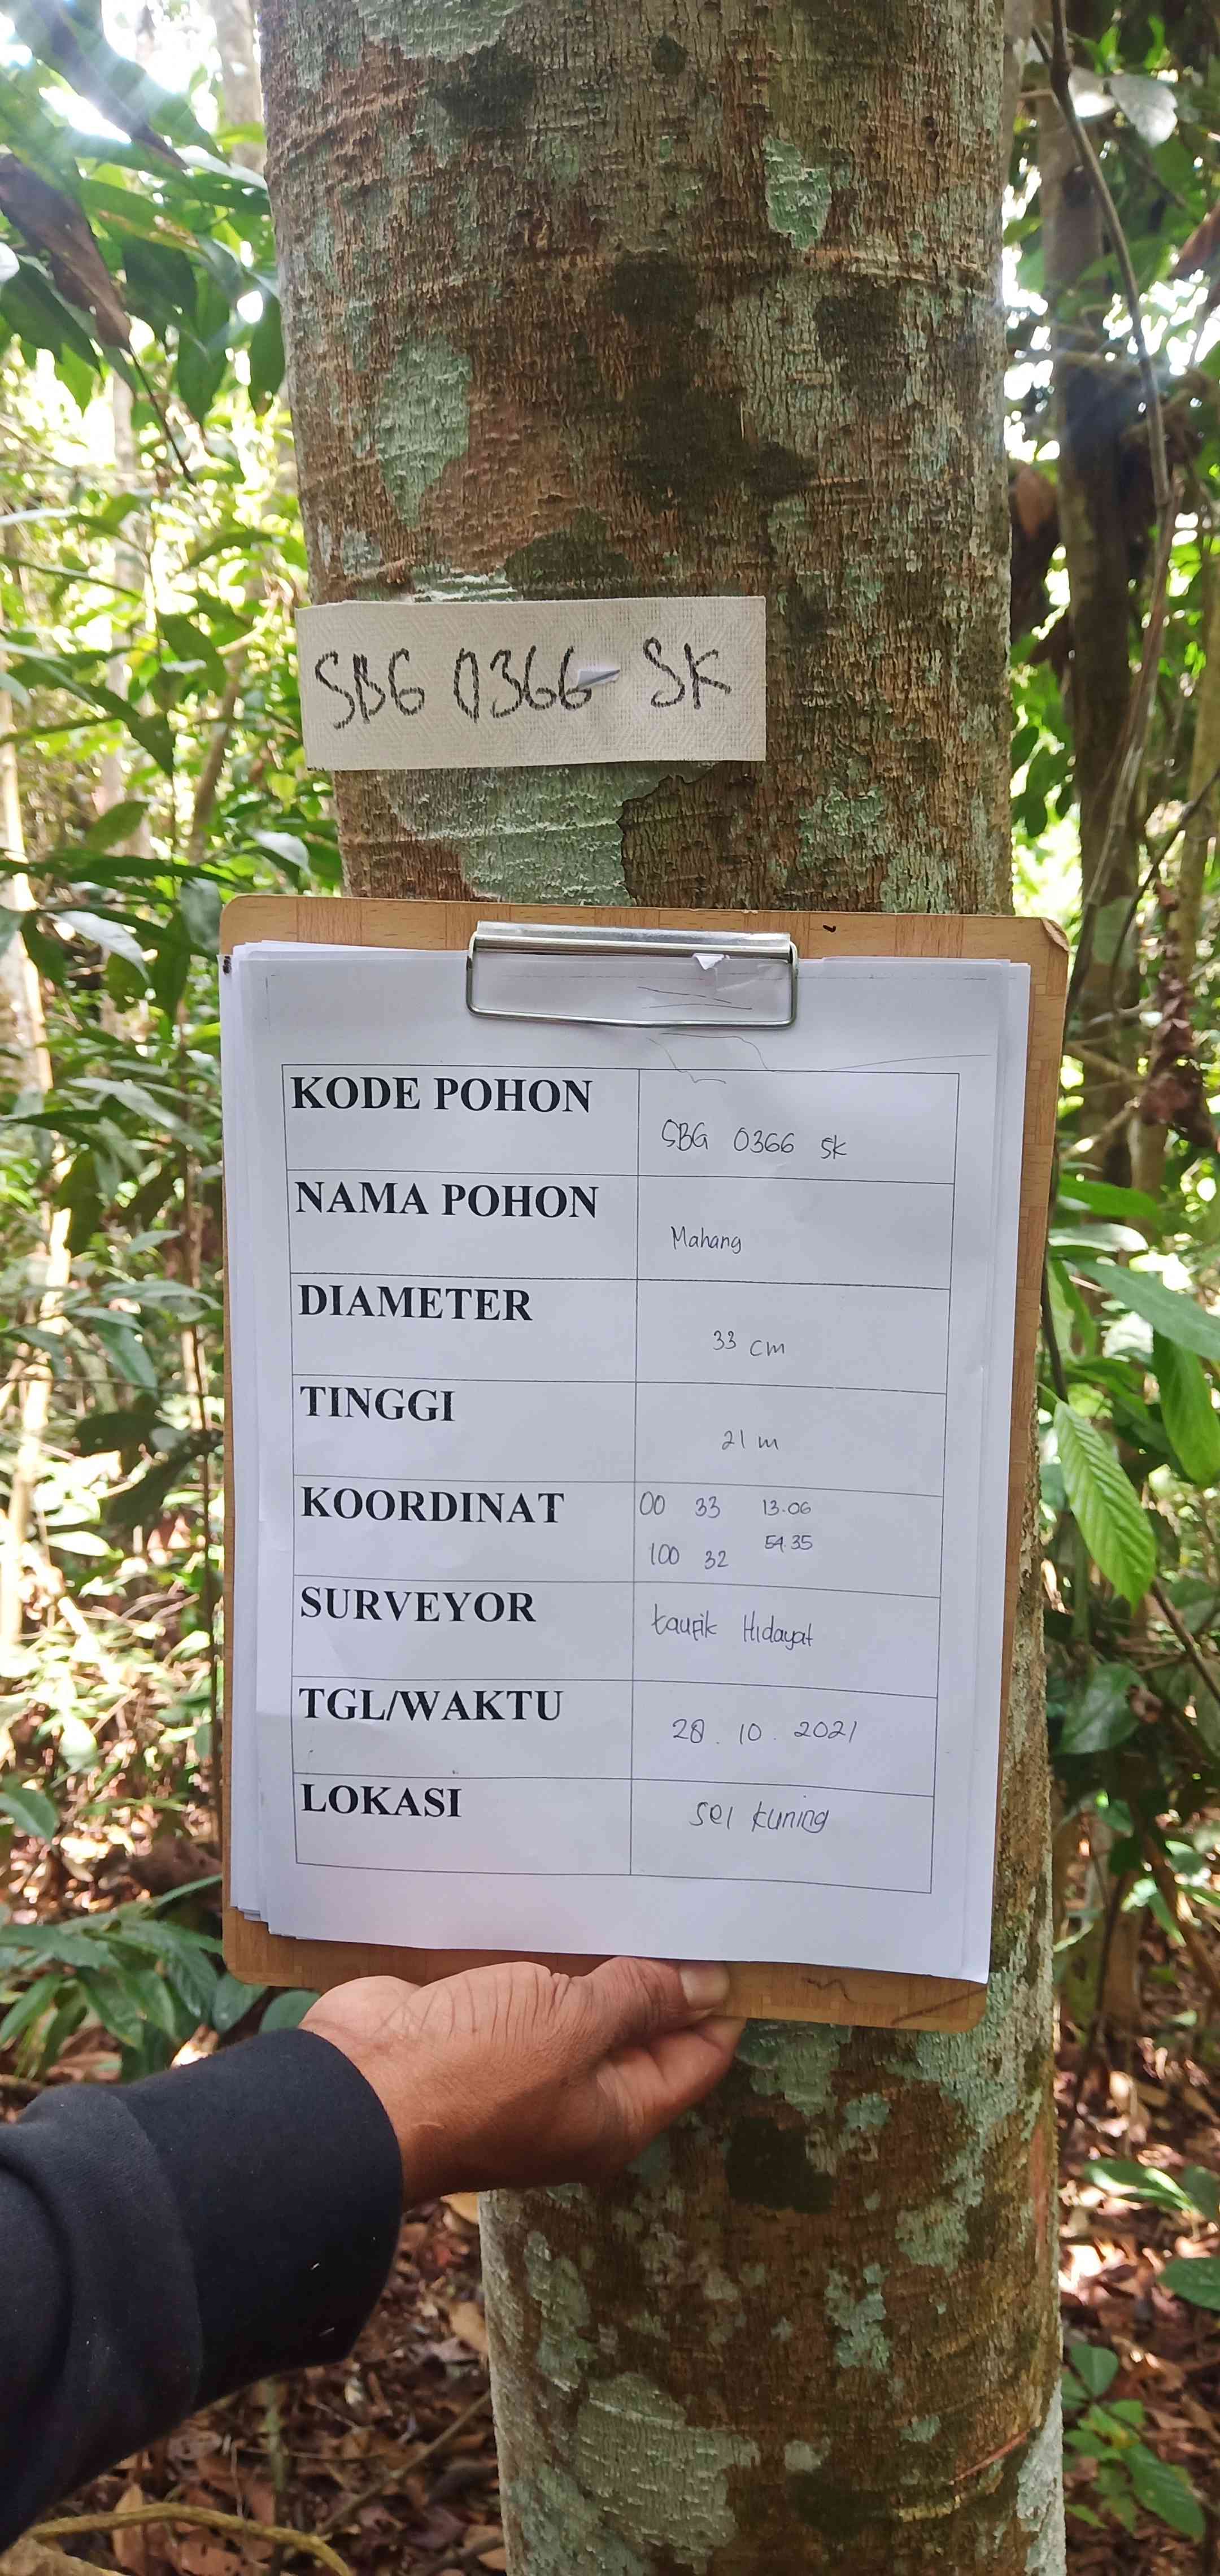 SBG 0366 SK
KODE POHON SBG 0366 SK
NAMA POHON Mahang
DIAMETER 33 cm
TINGGI 21 m
KOORDINAT 00 33 13.06
100 32 54.35
SURVEYOR taufik Hidayat
TGL/WAKTU 28.10.2021
LOKASI sei kuning